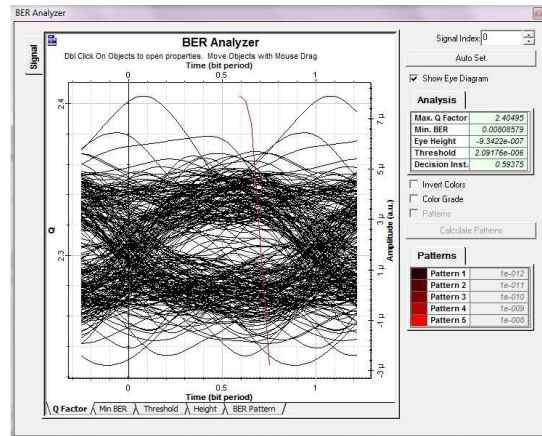 BER Analyzer
Signal
BER Analyzer
Dbl Click On Objects to open properties. Move Objects with Mouse Drag
Time (bit period)
0 0.5 1
2.4
2.3
Q
7 µ
5 µ
3 µ
1 µ
-1 µ
-3 µ
Amplitude (a.u.)
0 0.5 1
Time (bit period)
Q Factor Min BER Threshold Height BER Pattern
Signal Index: 0
Auto Set
Show Eye Diagram
Analysis
Max. Q Factor 2.40495
Min. BER 0.00808579
Eye Height -9.3422e-007
Threshold 2.09176e-006
Decision Inst. 0.59375
Invert Colors
Color Grade
Patterns
Calculate Patterns
Patterns
Pattern 1 1e-012
Pattern 2 1e-011
Pattern 3 1e-010
Pattern 4 1e-009
Pattern 5 1e-008